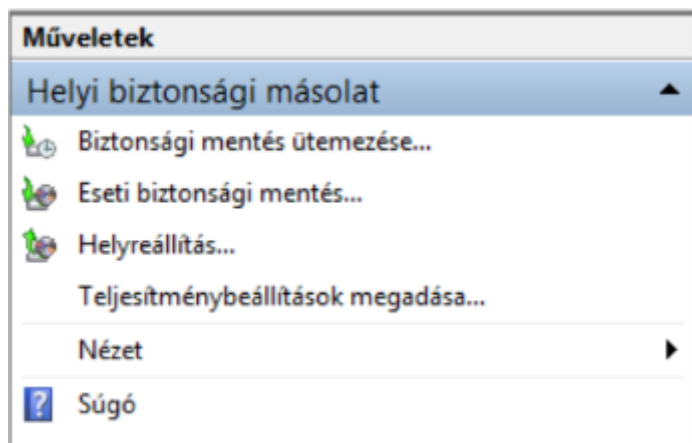 Műveletek
Helyi biztonsági másolat
Biztonsági mentés ütemezése...
Eseti biztonsági mentés...
Helyreállítás...
Teljesítménybeállítások megadása...
Nézet
Súgó